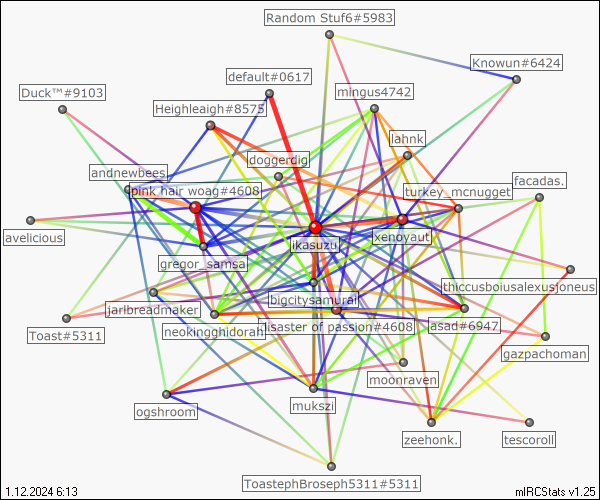 Random Stuf6#5983
Knowun#6424
default#0617
Duck™#9103
mingus4742
Heighleaigh#8575
lahnk
doggerdig
andnewbees
facadas.
pink hair woag#4608
turkey_mcnugget
avelicious
ikasuzu
xenoyaut
gregor_samsa
thiccusboiusalexusjoneus
bigcitysamurai
jaribreadmaker
Toast#5311
neokingghidorah
disaster of passion#4608
asad#6947
gazpachoman
moonraven
ogshroom
mukszi
zeehonk.
tescoroll
ToastephBroseph5311#5311
1.12.2024 6:13
mIRCStats v1.25